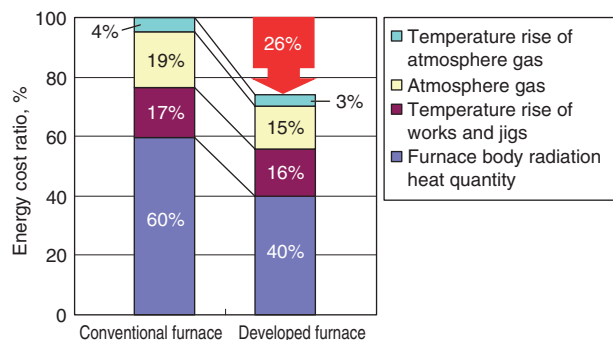 Energy cost ratio, %
100
80
60
40
20
0
4%
19%
17%
60%
26%
3%
15%
16%
40%
Conventional furnace
Developed furnace
Temperature rise of
atmosphere gas
Atmosphere gas
Temperature rise of
works and jigs
Furnace body radiation
heat quantity